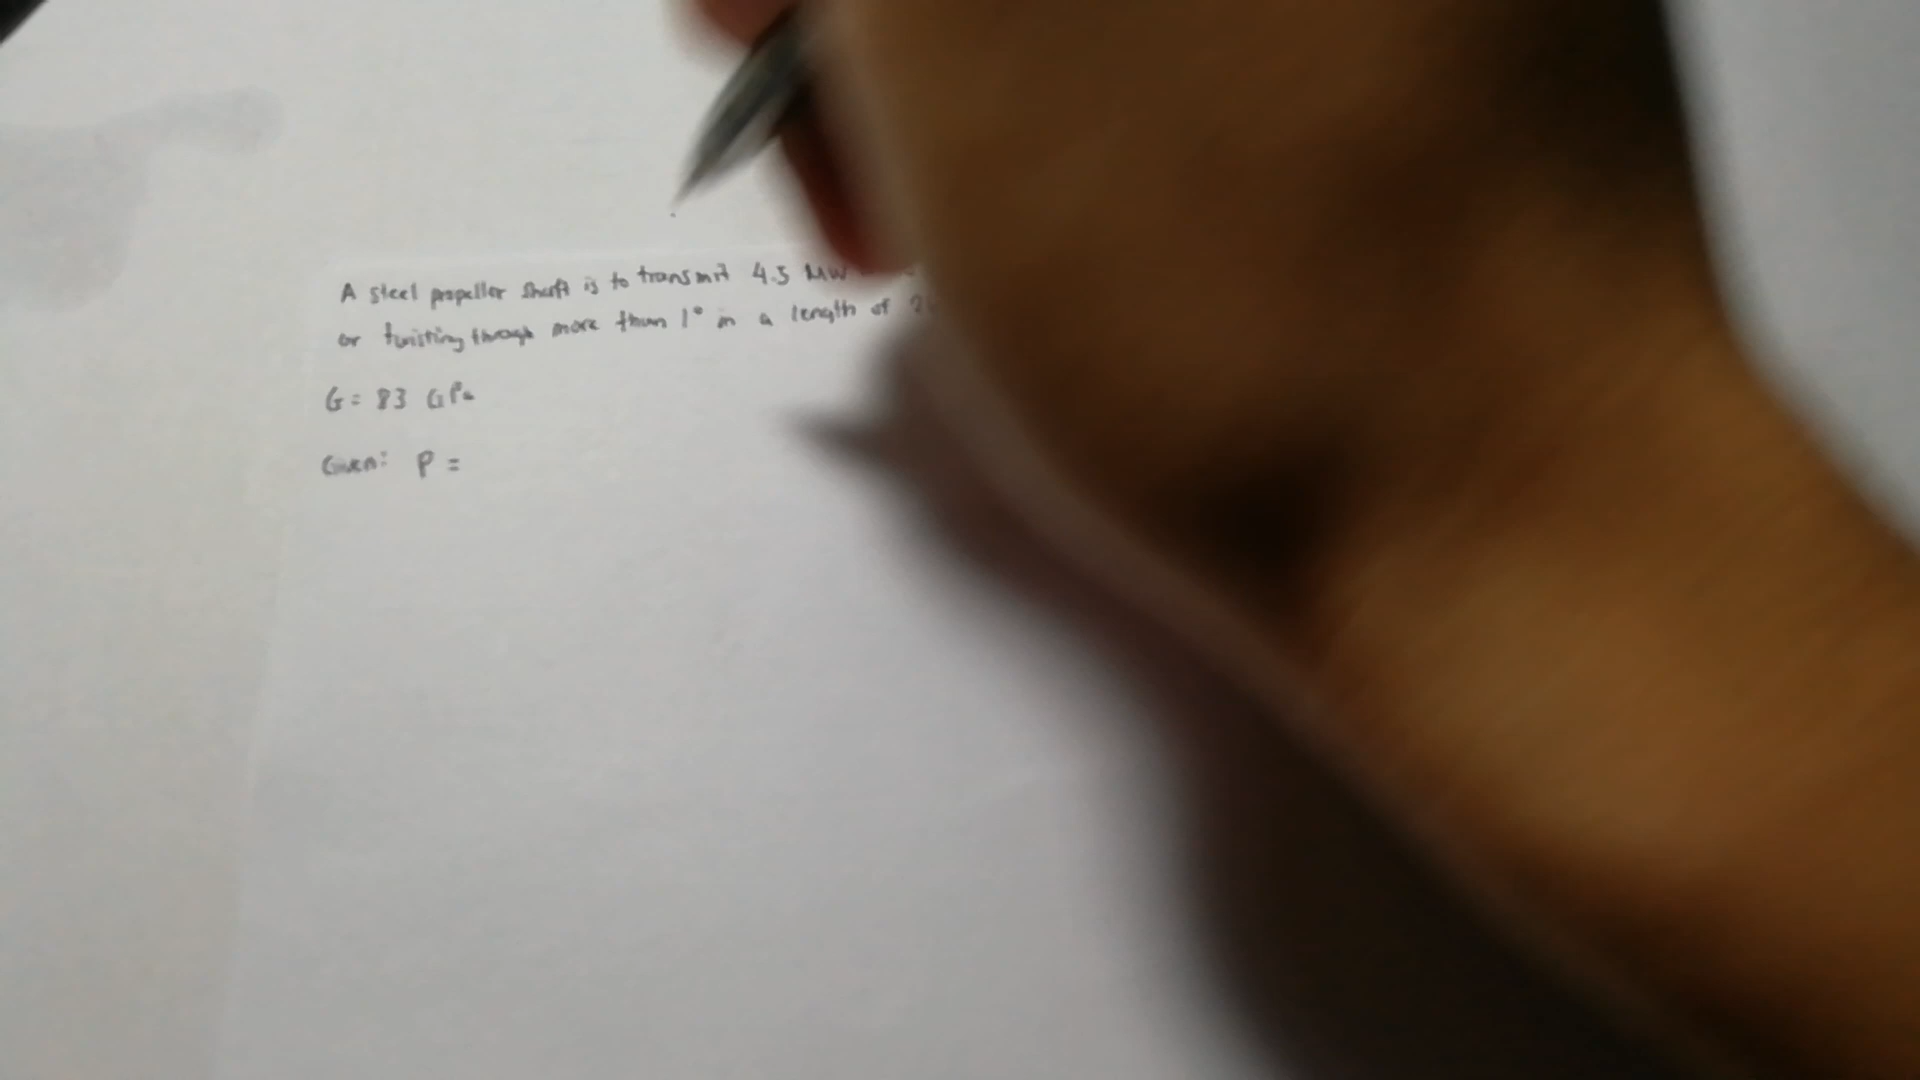 A steel propeller shaft is to transmit 4.5 MW
or twisting through more than 1° in a length of
G = 83 GPa
Given: P =